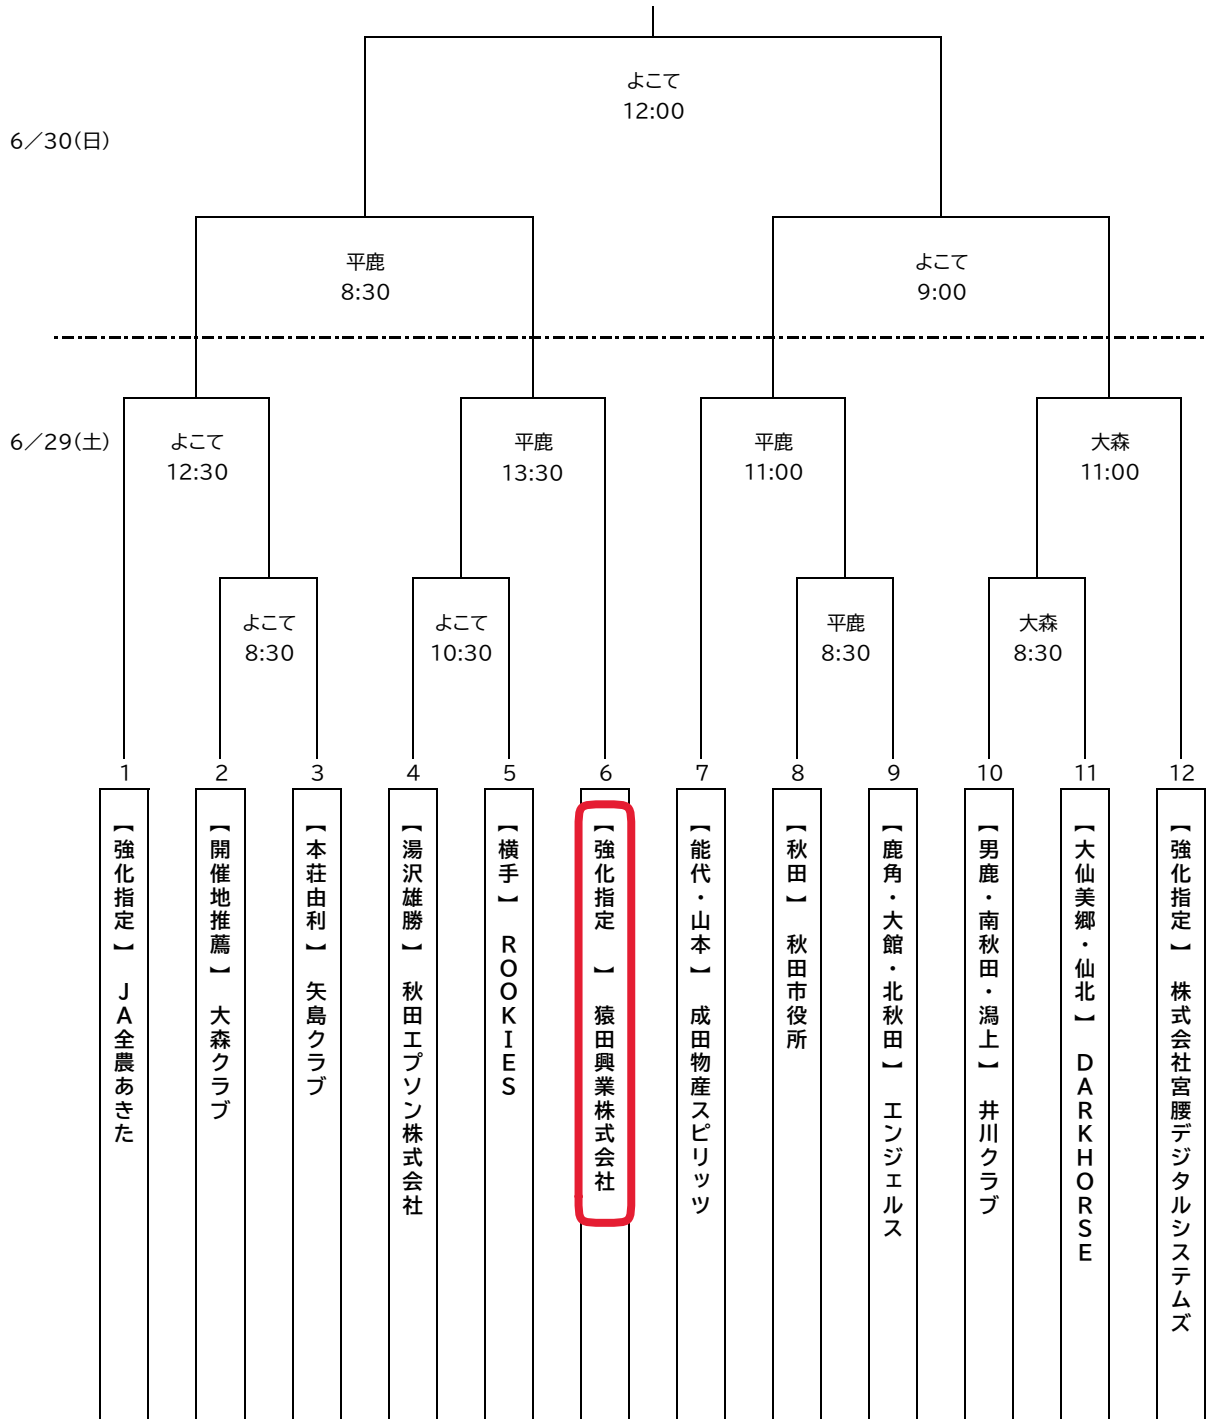 よこて
12:00
6／30(日)
平鹿
8:30
よこて
9:00
6／29(土)
よこて
12:30
平鹿
13:30
平鹿
11:00
大森
11:00
よこて
8:30
よこて
10:30
平鹿
8:30
大森
8:30
1
2
3
4
5
6
7
8
9
10
11
12
【強化指定】 JA全農あきた
【開催地推薦】 大森クラブ
【本荘由利】 矢島クラブ
【湯沢雄勝】 秋田エプソン株式会社
【横手】 ROOKIES
【強化指定 】 猿田興業株式会社
【能代・山本】 成田物産スピリッツ
【秋田】 秋田市役所
【鹿角・大館・北秋田】 エンジェルス
【男鹿・南秋田・潟上】 井川クラブ
【大仙美郷・仙北】 DARKHORSE
【強化指定】 株式会社宮腰デジタルシステムズ